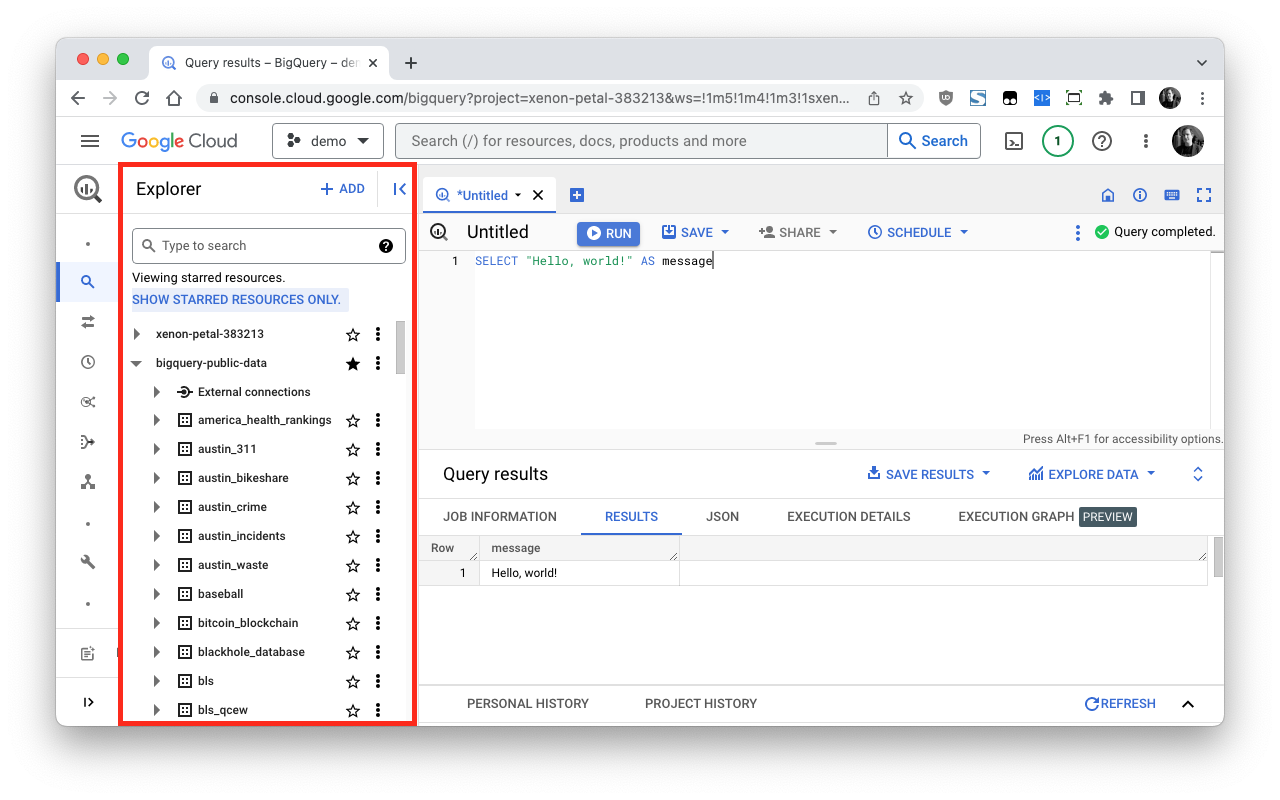 Query results – BigQuery – der
console.cloud.google.com/bigquery?project=xenon-petal-383213&ws=!1m5!1m4!1m3!1sxen...
Google Cloud
demo
Search (/) for resources, docs, products and more
Search
1
Explorer
+ ADD
*Untitled
Untitled
RUN
SAVE
SHARE
SCHEDULE
Query completed.
Type to search
Viewing starred resources.
SHOW STARRED RESOURCES ONLY.
xenon-petal-383213
bigquery-public-data
External connections
america_health_rankings
austin_311
austin_bikeshare
austin_crime
austin_incidents
austin_waste
baseball
bitcoin_blockchain
blackhole_database
bls
bls_qcew
1 SELECT "Hello, world!" AS message
Press Alt+F1 for accessibility options.
Query results
SAVE RESULTS
EXPLORE DATA
JOB INFORMATION RESULTS JSON EXECUTION DETAILS EXECUTION GRAPH PREVIEW
Row message
1 Hello, world!
PERSONAL HISTORY PROJECT HISTORY REFRESH